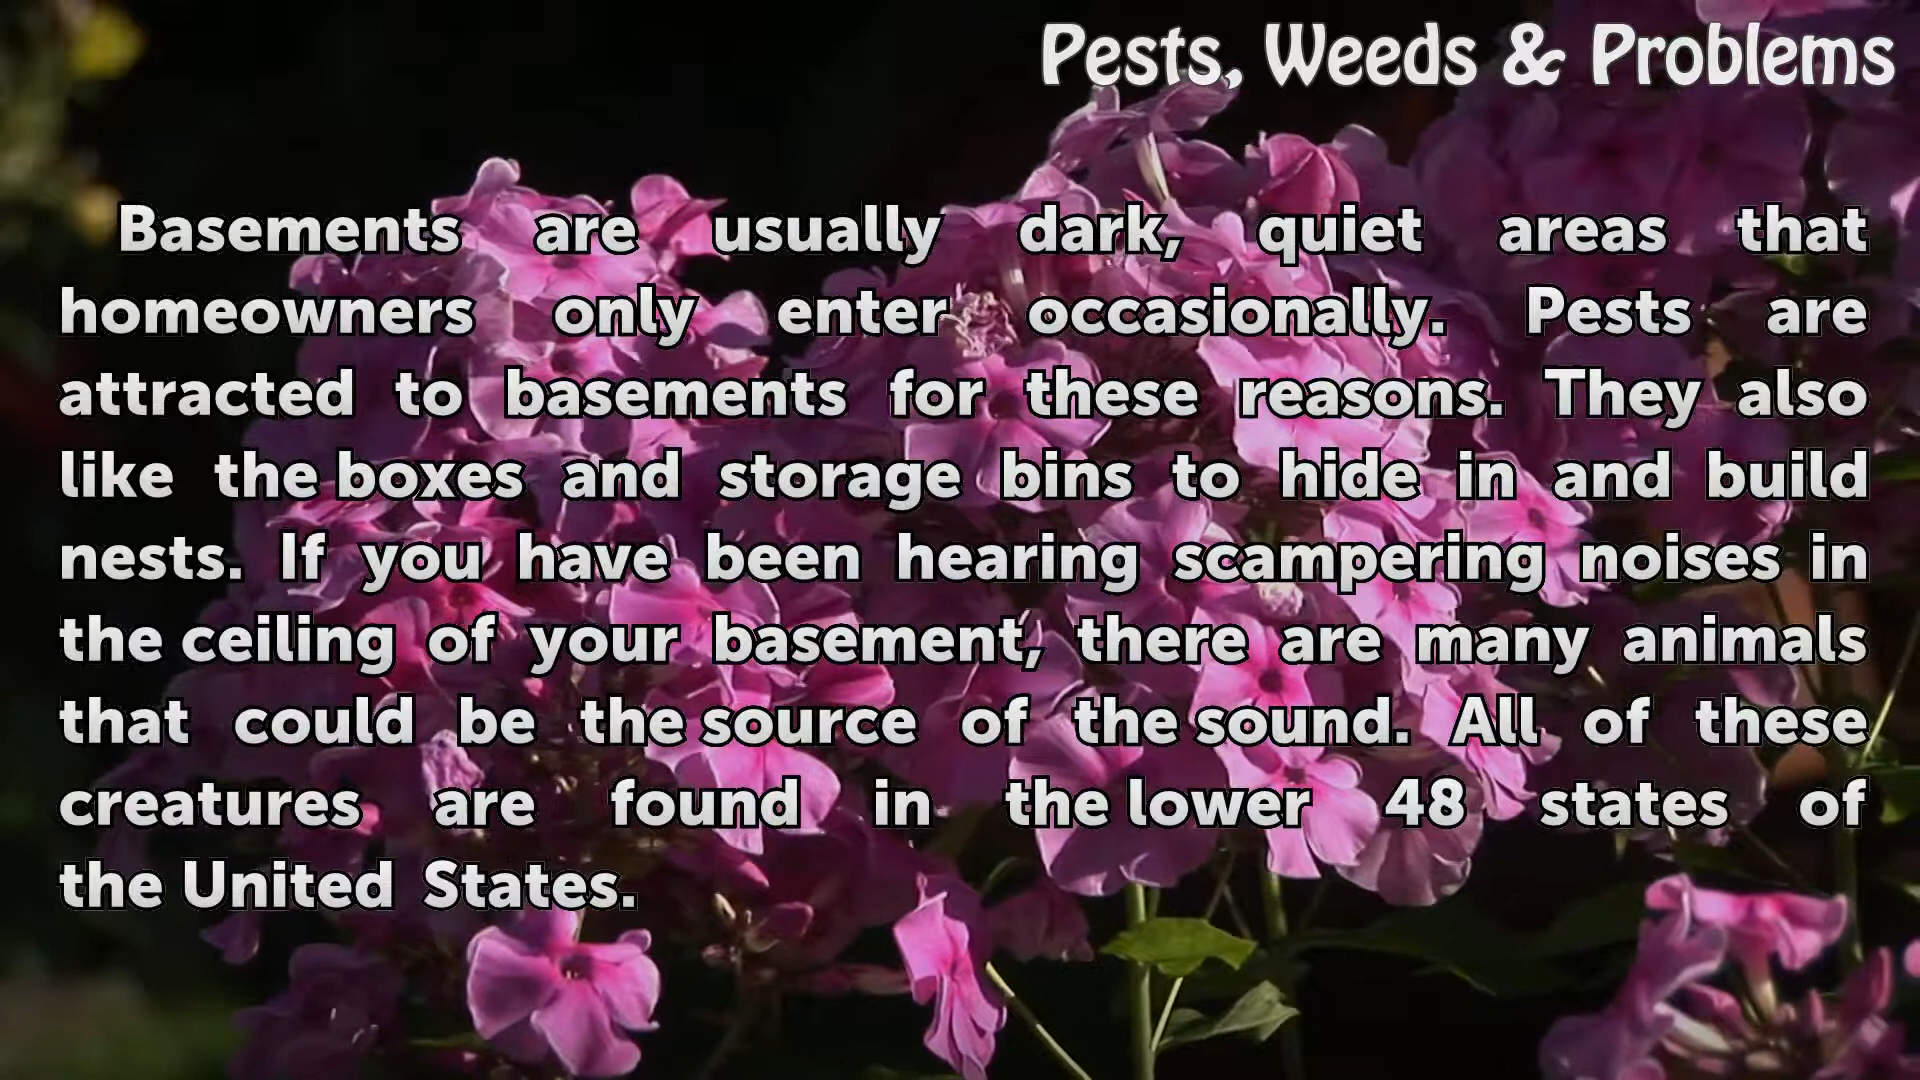 Pests, Weeds & Problems
Basements are usually dark, quiet areas that
homeowners only enter occasionally. Pests are
attracted to basements for these reasons. They also
like the boxes and storage bins to hide in and build
nests. If you have been hearing scampering noises in
the ceiling of your basement, there are many animals
that could be the source of the sound. All of these
creatures are found in the lower 48 states of
the United States.